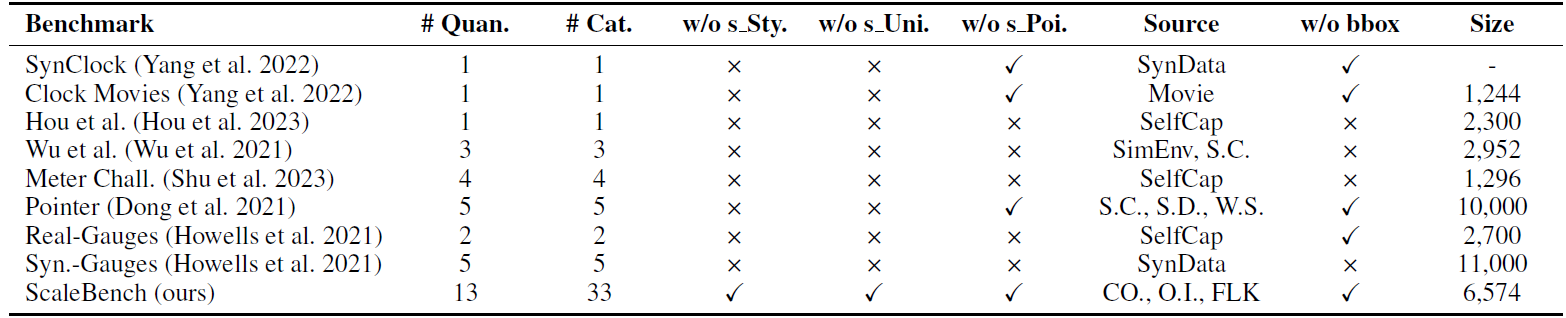 Benchmark # Quan. # Cat. w/o s_Sty. w/o s_Uni. w/o s_Poi. Source w/o bbox Size
SynClock (Yang et al. 2022) 1 1 × × ✓ SynData ✓ -
Clock Movies (Yang et al. 2022) 1 1 × × ✓ Movie ✓ 1,244
Hou et al. (Hou et al. 2023) 1 1 × × × SelfCap × 2,300
Wu et al. (Wu et al. 2021) 3 3 × × × SimEnv, S.C. × 2,952
Meter Chall. (Shu et al. 2023) 4 4 × × × SelfCap × 1,296
Pointer (Dong et al. 2021) 5 5 × × ✓ S.C., S.D., W.S. ✓ 10,000
Real-Gauges (Howells et al. 2021) 2 2 × × × SelfCap ✓ 2,700
Syn.-Gauges (Howells et al. 2021) 5 5 × × × SynData × 11,000
ScaleBench (ours) 13 33 ✓ ✓ ✓ CO., O.I., FLK ✓ 6,574